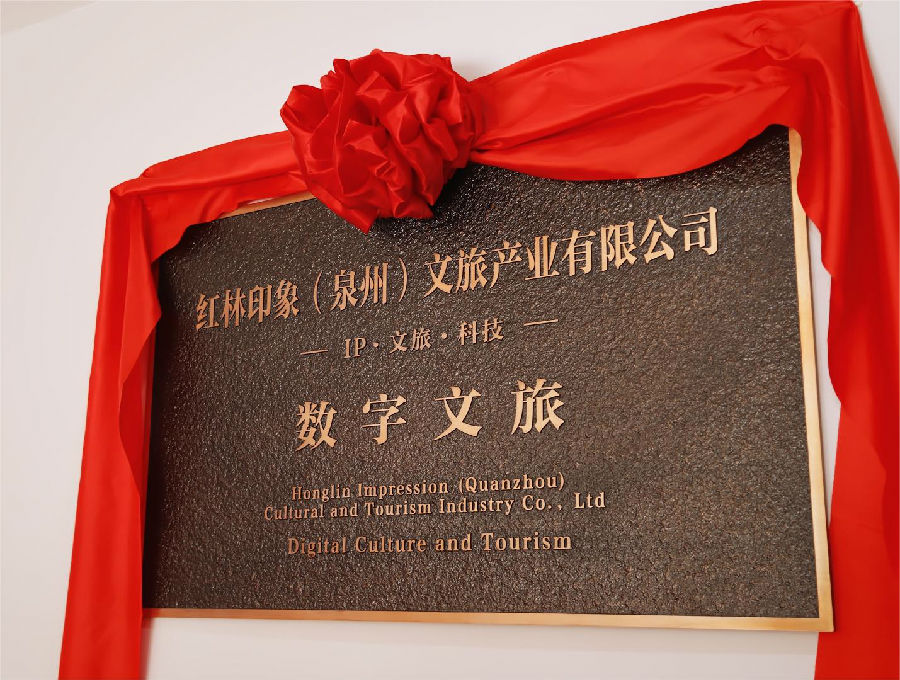 红林印象（泉州）文旅产业有限公司
— IP·文旅·科技 —
数字文旅
Honglin Impression (Quanzhou)
Cultural and Tourism Industry Co., Ltd
Digital Culture and Tourism